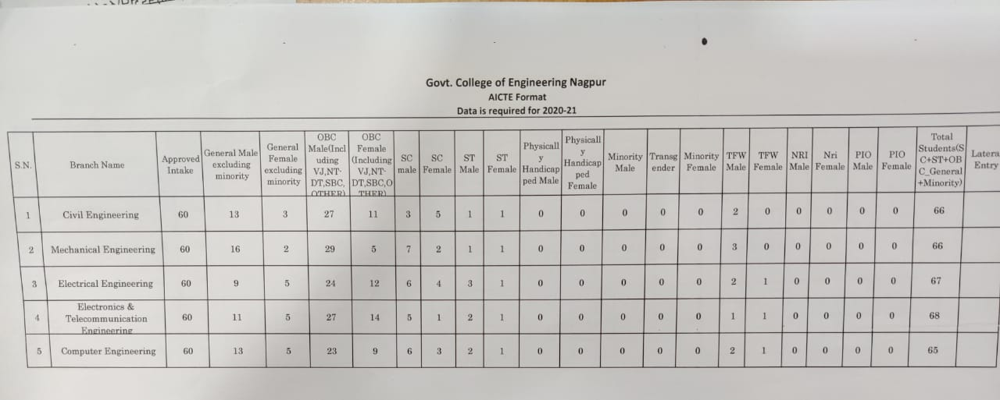 Govt. College of Engineering Nagpur
AICTE Format
Data is required for 2020-21
S.N. | Branch Name | Approved Intake | General Male excluding minority | General Female excluding minority | OBC Male(Including VJ,NT-DT,SBC,OTHER) | OBC Female (Including VJ,NT-DT,SBC,OTHER) | SC male | SC Female | ST Male | ST Female | Physically Handicapped Male | Physically Handicapped Female | Minority Male | Transgender | Minority Female | TFW Male | TFW Female | NRI Male | Nri Female | PIO Male | PIO Female | Total Students(SC+ST+OBC_General+Minority) | Latera Entry
1 | Civil Engineering | 60 | 13 | 3 | 27 | 11 | 3 | 5 | 1 | 1 | 0 | 0 | 0 | 0 | 0 | 2 | 0 | 0 | 0 | 0 | 0 | 66
2 | Mechanical Engineering | 60 | 16 | 2 | 29 | 5 | 7 | 2 | 1 | 1 | 0 | 0 | 0 | 0 | 0 | 3 | 0 | 0 | 0 | 0 | 0 | 66
3 | Electrical Engineering | 60 | 9 | 5 | 24 | 12 | 6 | 4 | 3 | 1 | 0 | 0 | 0 | 0 | 0 | 2 | 1 | 0 | 0 | 0 | 0 | 67
4 | Electronics & Telecommunication Engineering | 60 | 11 | 5 | 27 | 14 | 5 | 1 | 2 | 1 | 0 | 0 | 0 | 0 | 0 | 1 | 1 | 0 | 0 | 0 | 0 | 68
5 | Computer Engineering | 60 | 13 | 5 | 23 | 9 | 6 | 3 | 2 | 1 | 0 | 0 | 0 | 0 | 0 | 2 | 1 | 0 | 0 | 0 | 0 | 65